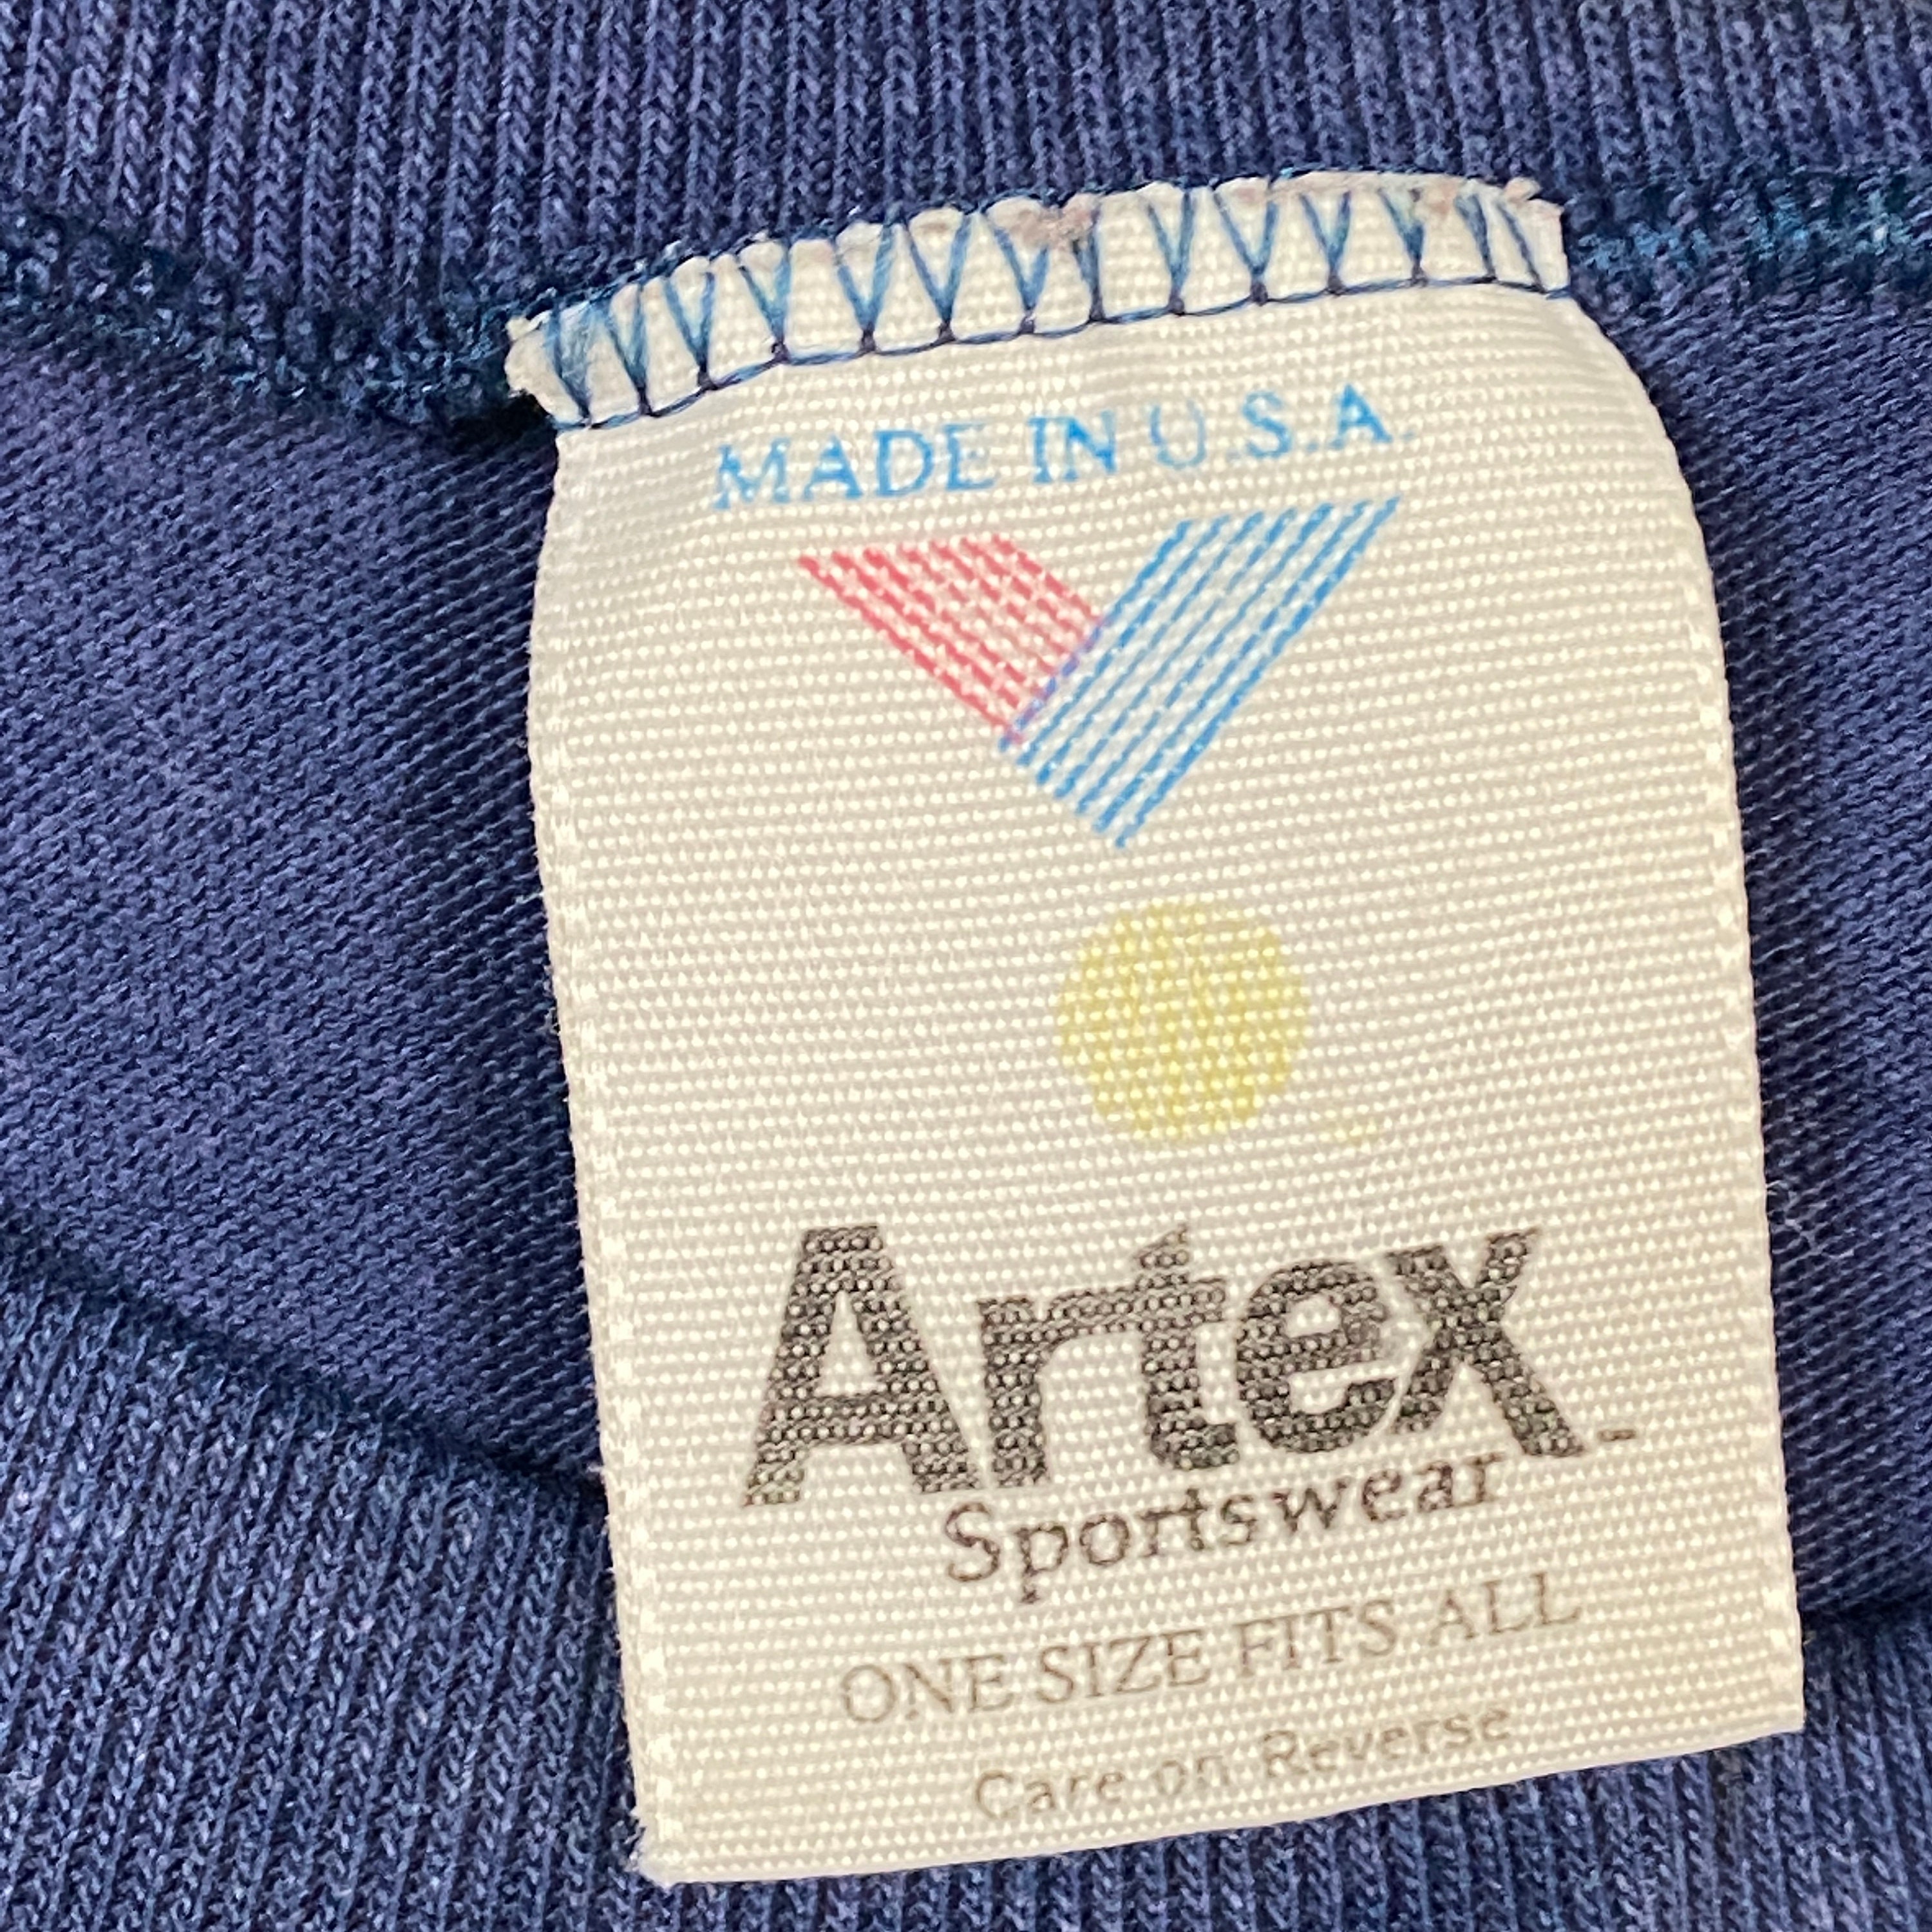 MADE IN U.S.A.
Artex
Sportswear
ONE SIZE FITS ALL
Care on Reverse